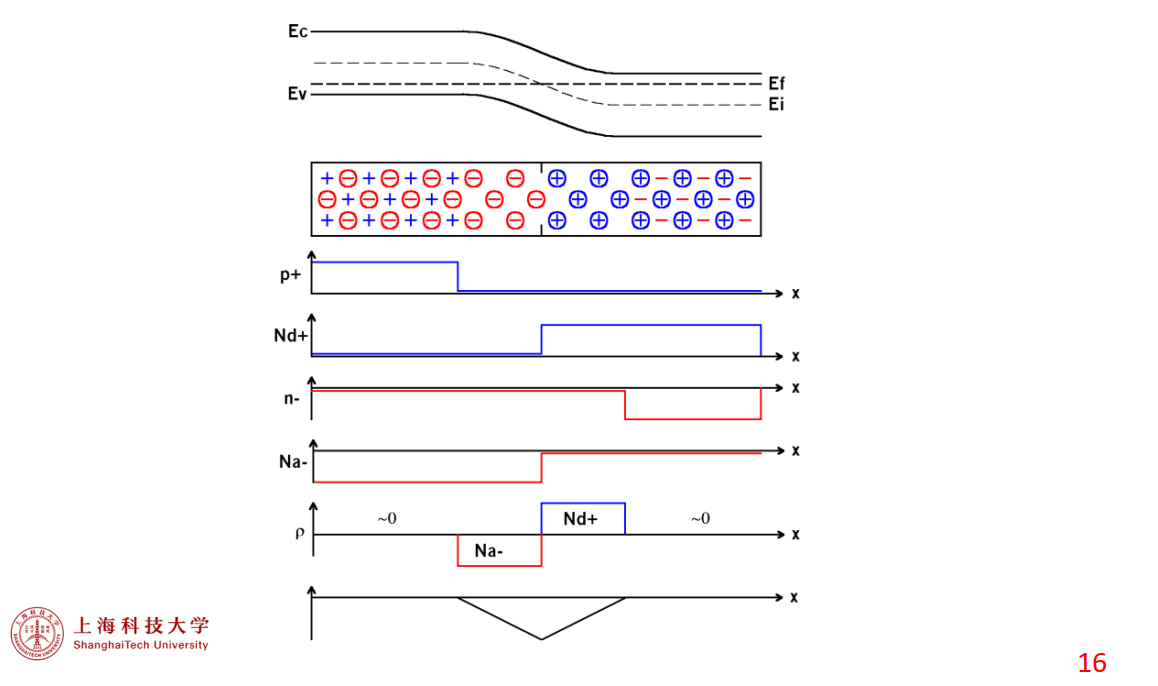 Ec
Ef
Ev
Ei
p+
x
Nd+
x
n-
x
Na-
x
ρ
~0
Na-
Nd+
~0
x
x
上海科技大学
ShanghaiTech University
16